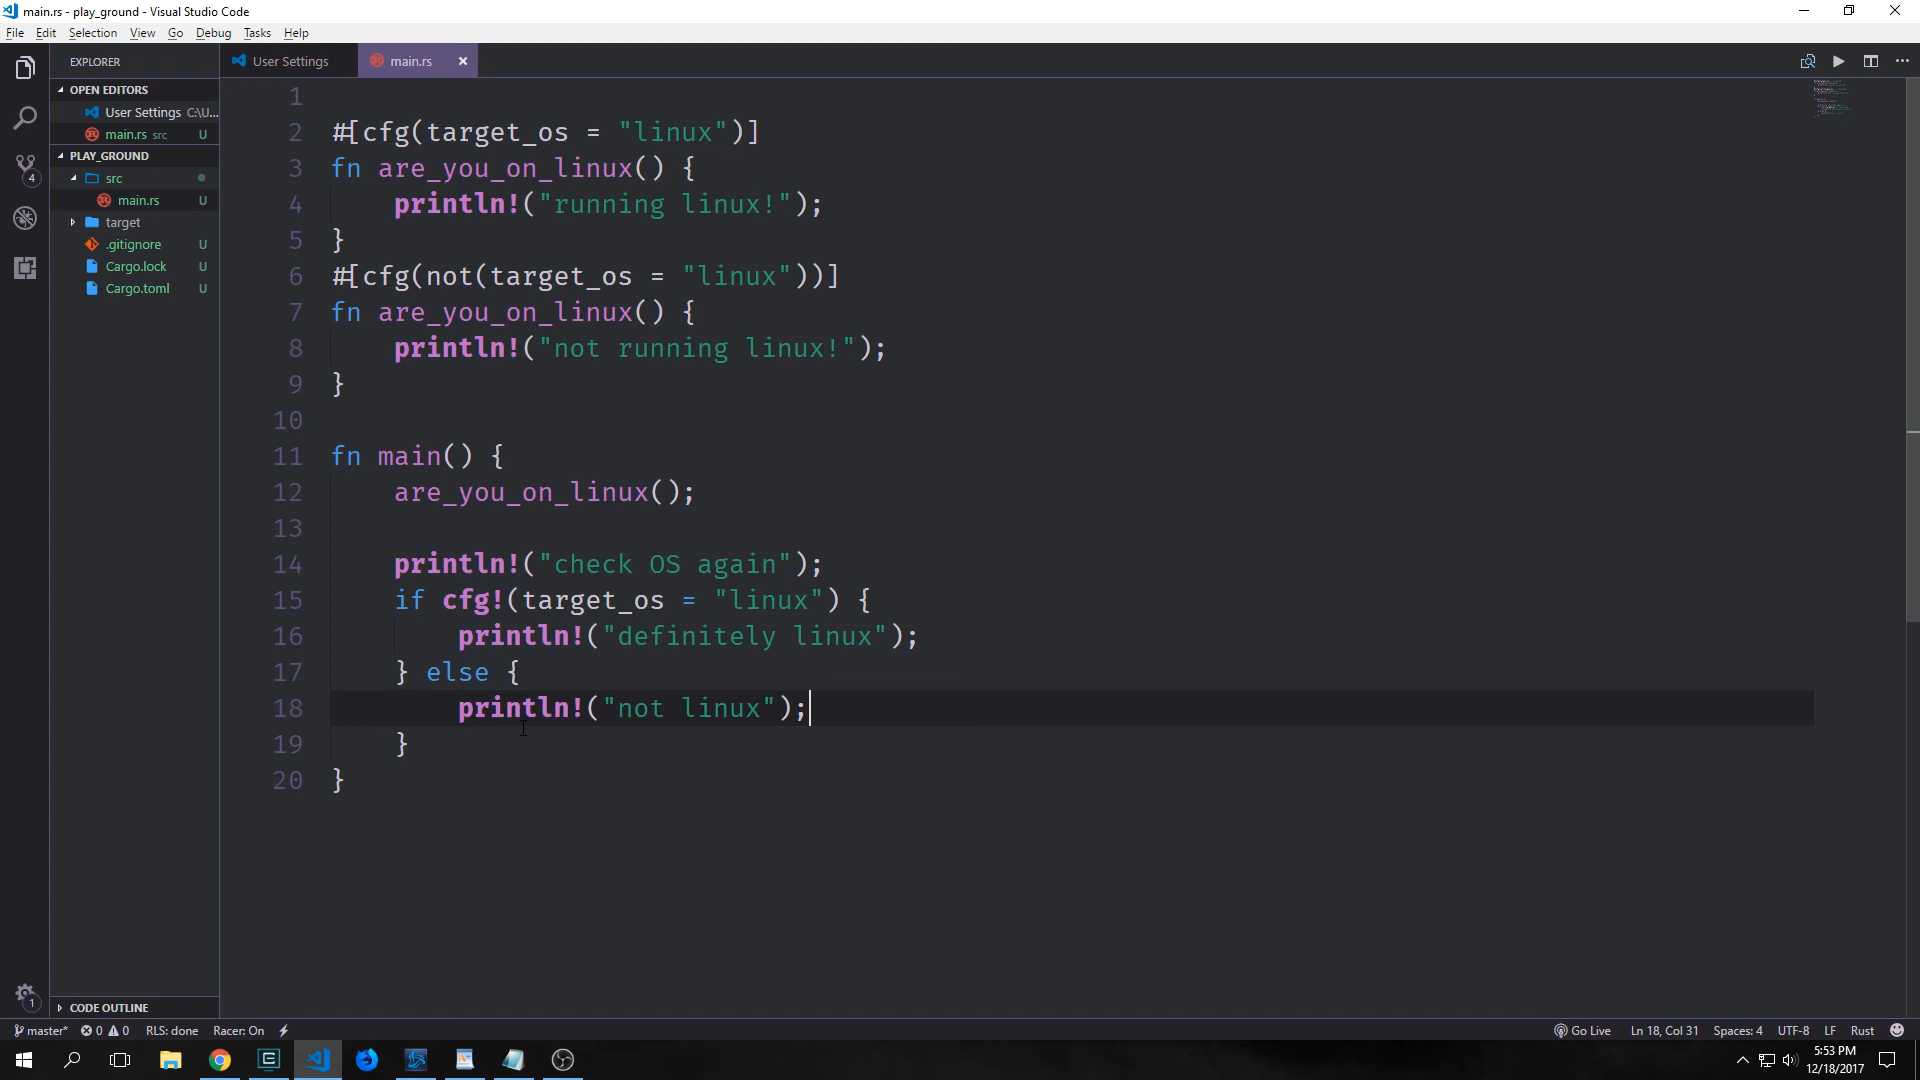 main.rs - play_ground - Visual Studio Code
File Edit Selection View Go Debug Tasks Help
EXPLORER
User Settings
main.rs
OPEN EDITORS
User Settings C:\U...
main.rs src U
PLAY_GROUND
src
main.rs U
target
.gitignore U
Cargo.lock U
Cargo.toml U
4
1
CODE OUTLINE
1
2 #[cfg(target_os = "linux")]
3 fn are_you_on_linux() {
4 println!("running linux!");
5 }
6 #[cfg(not(target_os = "linux"))]
7 fn are_you_on_linux() {
8 println!("not running linux!");
9 }
10
11 fn main() {
12 are_you_on_linux();
13
14 println!("check OS again");
15 if cfg!(target_os = "linux") {
16 println!("definitely linux");
17 } else {
18 println!("not linux");
19 }
20 }
master* 0 0 RLS: done Racer: On Go Live Ln 18, Col 31 Spaces: 4 UTF-8 LF Rust
5:53 PM
12/18/2017